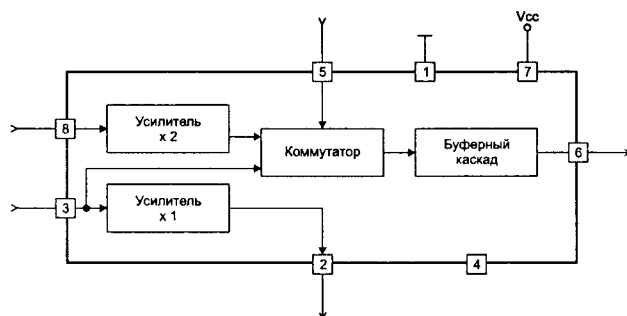 Vcc
5
1
7
8
Усилитель
x 2
Коммутатор
Буферный
каскад
6
3
Усилитель
x 1
2
4